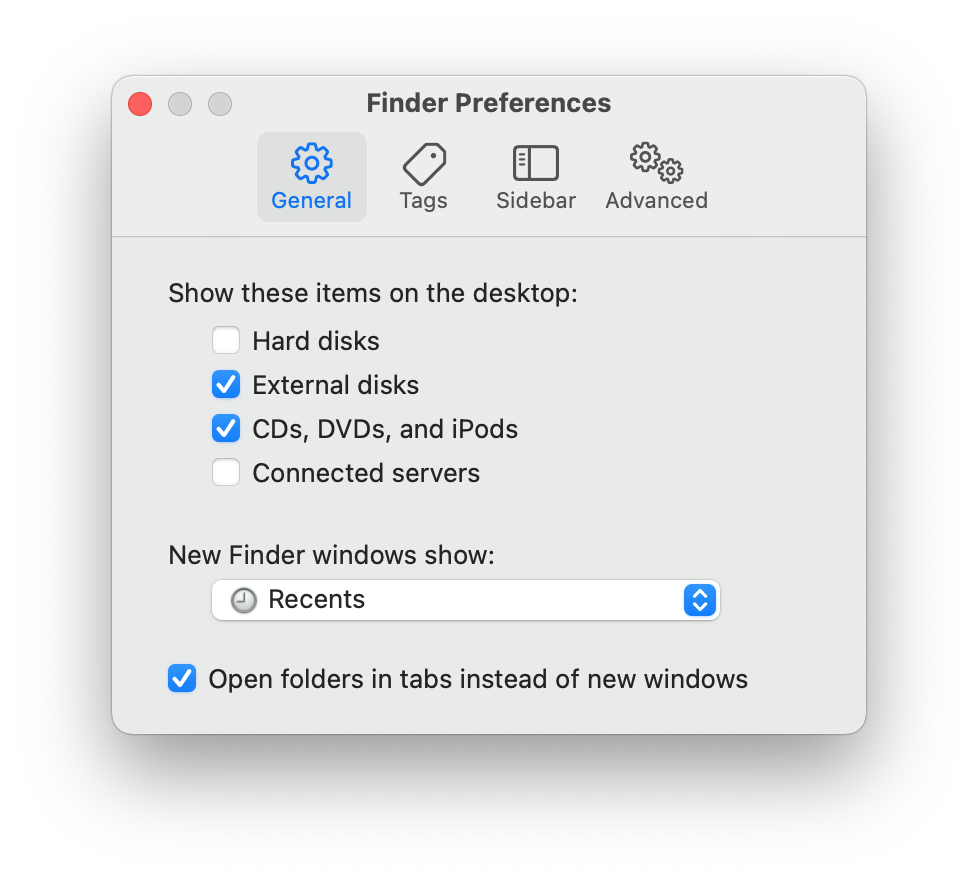 Finder Preferences
General Tags Sidebar Advanced
Show these items on the desktop:
Hard disks
External disks
CDs, DVDs, and iPods
Connected servers
New Finder windows show:
Recents
Open folders in tabs instead of new windows